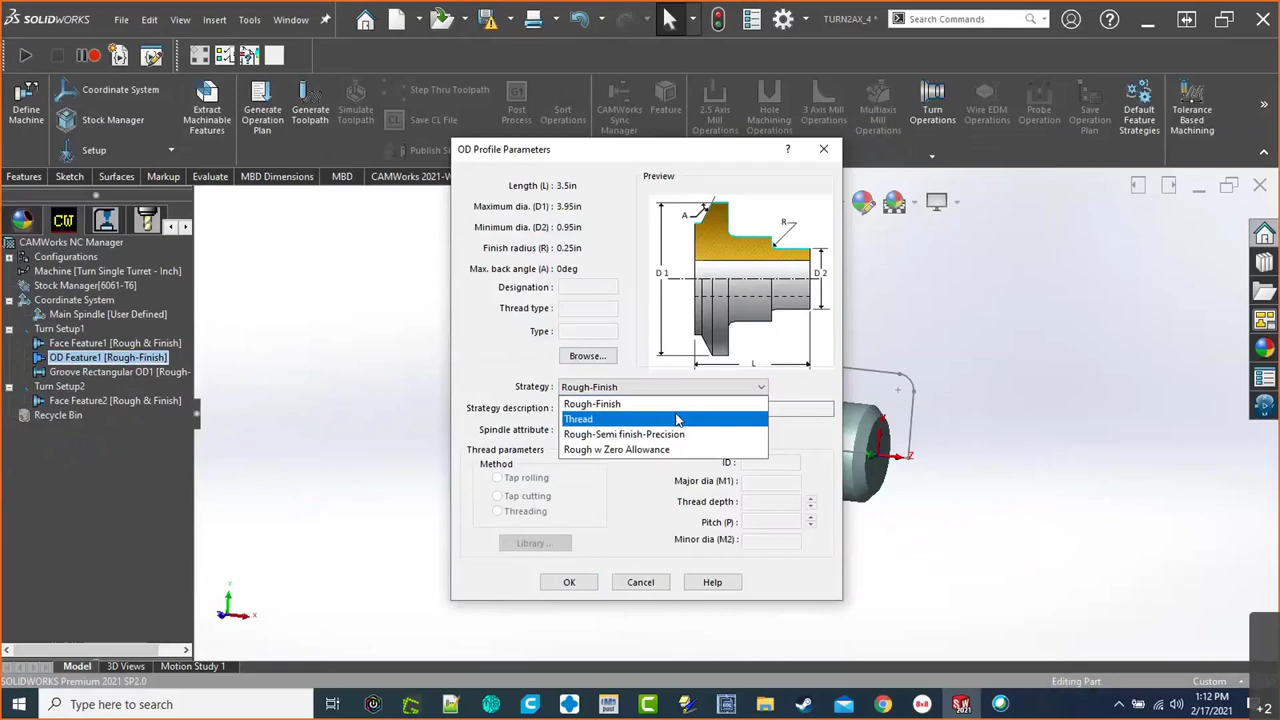 SOLIDWORKS
File
View
Insert
Tools
Window
TURN2AX_4 *
Search Commands
Define Machine
Coordinate System
Stock Manager
Setup
Extract Machinable Features
Generate Operation Plan
Generate Toolpath
Simulate Toolpath
Step Thru Toolpath
Save CL File
Publish
Post Process
Sort Operations
CAMWorks Sync Manager
Feature
2.5 Axis Mill Operations
Hole Machining Operations
3 Axis Mill Operations
Multiaxis Mill Operations
Turn Operations
Wire EDM Operations
Probe Operations
Save Operation Plan
Default Feature Strategies
Tolerance Based Machining
Features
Sketch
Surfaces
Markup
Evaluate
MBD Dimensions
MBD
CAMWorks 2021-
CAMWorks NC Manager
Configurations
Machine [Turn Single Turret - Inch]
Stock Manager[6061-T6]
Coordinate System
Main Spindle [User Defined]
Turn Setup1
Face Feature1 [Rough & Finish]
OD Feature1 [Rough-Finish]
Groove Rectangular OD1 [Rough-
Turn Setup2
Face Feature2 [Rough & Finish]
Recycle Bin
OD Profile Parameters
Length (L) : 3.5in
Maximum dia. (D1) : 3.95in
Minimum dia. (D2) : 0.95in
Finish radius (R) : 0.25in
Max. back angle (A) : 0deg
Designation :
Thread type :
Type :
Browse...
Preview
A
R
D 1
D 2
L
Strategy : Rough-Finish
Rough-Finish
Thread
Rough-Semi finish-Precision
Rough w Zero Allowance
Strategy description :
Spindle attribute :
Thread parameters
Method
Tap rolling
Tap cutting
Threading
Library ..
ID :
Major dia (M1) :
Thread depth :
Pitch (P) :
Minor dia (M2) :
OK
Cancel
Help
Z
Y
X
Model
3D Views
Motion Study 1
SOLIDWORKS Premium 2021 SP2.0
Editing Part
Custom
Type here to search
1:12 PM
2/17/2021
+2